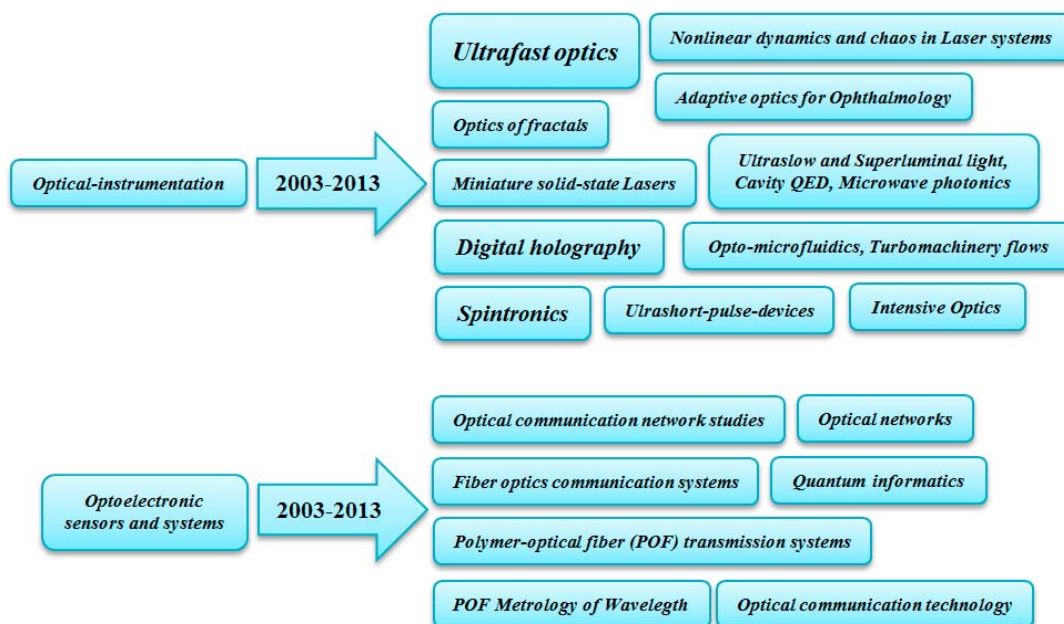 Ultrafast optics
Nonlinear dynamics and chaos in Laser systems
Adaptive optics for Ophthalmology
Optics of fractals
Optical-instrumentation
2003-2013
Miniature solid-state Lasers
Ultraslow and Superluminal light,
Cavity QED, Microwave photonics
Digital holography
Opto-microfluidics, Turbomachinery flows
Spintronics
Ulrashort-pulse-devices
Intensive Optics
Optical communication network studies
Optical networks
Optoelectronic
sensors and systems
2003-2013
Fiber optics communication systems
Quantum informatics
Polymer-optical fiber (POF) transmission systems
POF Metrology of Wavelegth
Optical communication technology